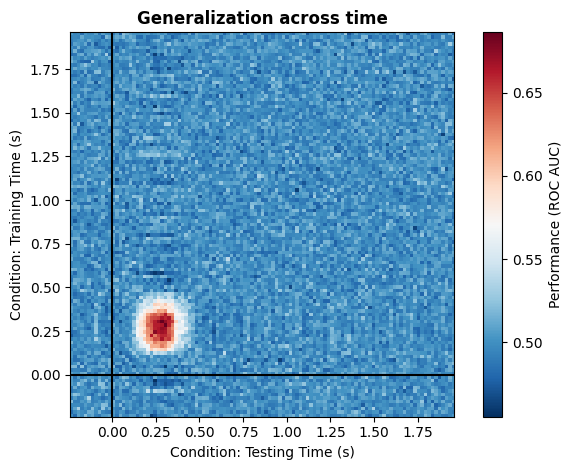 Generalization across time
1.75
1.50
1.25
1.00
0.75
0.50
0.25
0.00
Condition: Training Time (s)
0.00 0.25 0.50 0.75 1.00 1.25 1.50 1.75
Condition: Testing Time (s)
0.65
0.60
0.55
0.50
Performance (ROC AUC)